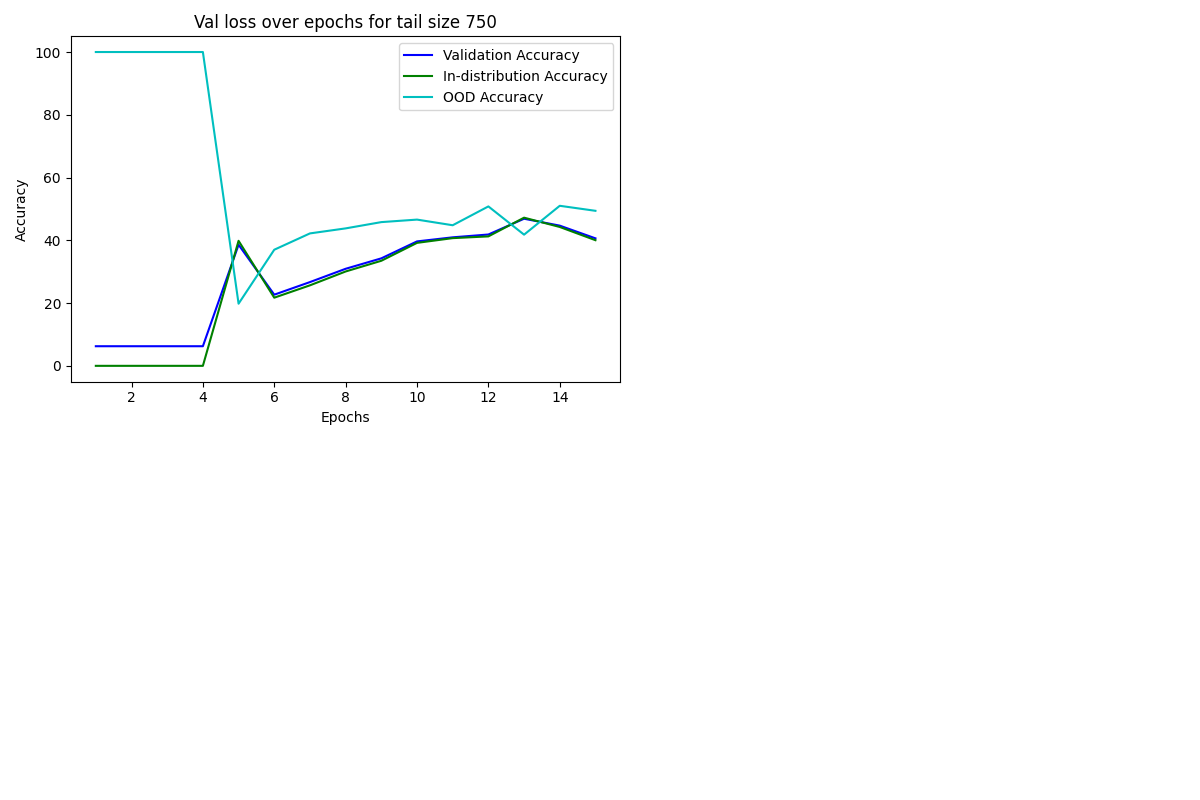 Val loss over epochs for tail size 750
Validation Accuracy
In-distribution Accuracy
OOD Accuracy
Accuracy
100
80
60
40
20
0
2 4 6 8 10 12 14
Epochs